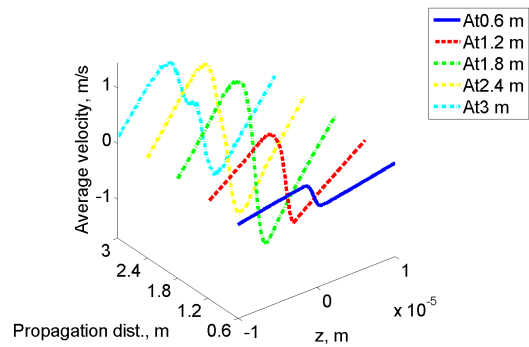 At0.6 m
At1.2 m
At1.8 m
At2.4 m
At3 m
Average velocity, m/s
1
0
-1
3
2.4
1.8
1.2
0.6
Propagation dist., m
-1
0
1
x 10^-5
z, m